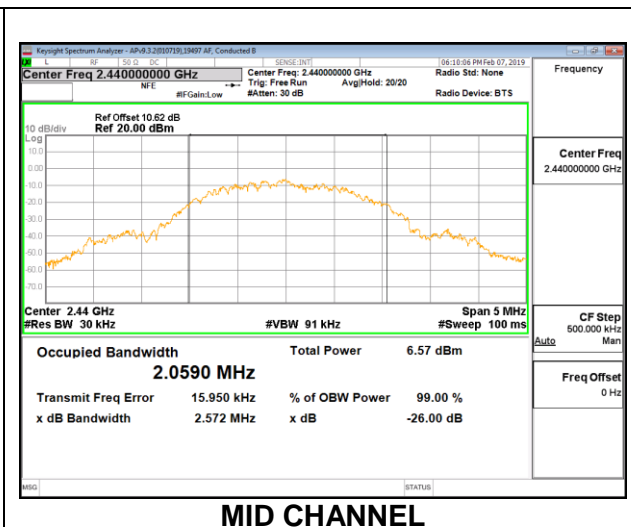 Keysight Spectrum Analyzer - APv9.3.2(010719),19497 AF, Conducted B
L RF 50 Ω DC SENSE:INT 06:10:06 PM Feb 07, 2019
Center Freq 2.440000000 GHz Center Freq: 2.440000000 GHz Radio Std: None Frequency
NFE Trig: Free Run Avg|Hold: 20/20
#IFGain:Low #Atten: 30 dB Radio Device: BTS
Ref Offset 10.62 dB
10 dB/div Ref 20.00 dBm
Log
10.0
0.00
-10.0
-20.0
-30.0
-40.0
-50.0
-60.0
-70.0
Center Freq
2.440000000 GHz
Center 2.44 GHz Span 5 MHz
#Res BW 30 kHz #VBW 91 kHz #Sweep 100 ms
CF Step
500.000 kHz
Auto Man
Occupied Bandwidth Total Power 6.57 dBm
2.0590 MHz
Freq Offset
0 Hz
Transmit Freq Error 15.950 kHz % of OBW Power 99.00 %
x dB Bandwidth 2.572 MHz x dB -26.00 dB
MSG STATUS
MID CHANNEL